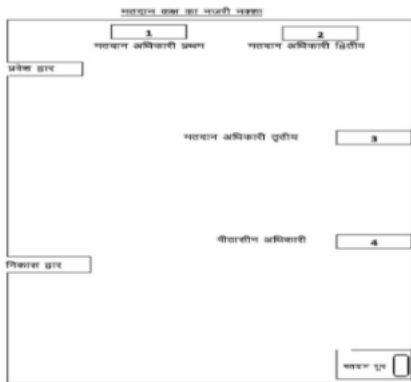 मतदान कक्ष का नजरी नक्शा
1
2
मतदान अधिकारी प्रथम
मतदान अधिकारी द्वितीय
प्रवेश द्वार
मतदान अधिकारी तृतीय
3
पीठासीन अधिकारी
4
निकास द्वार
मतदान बूथ